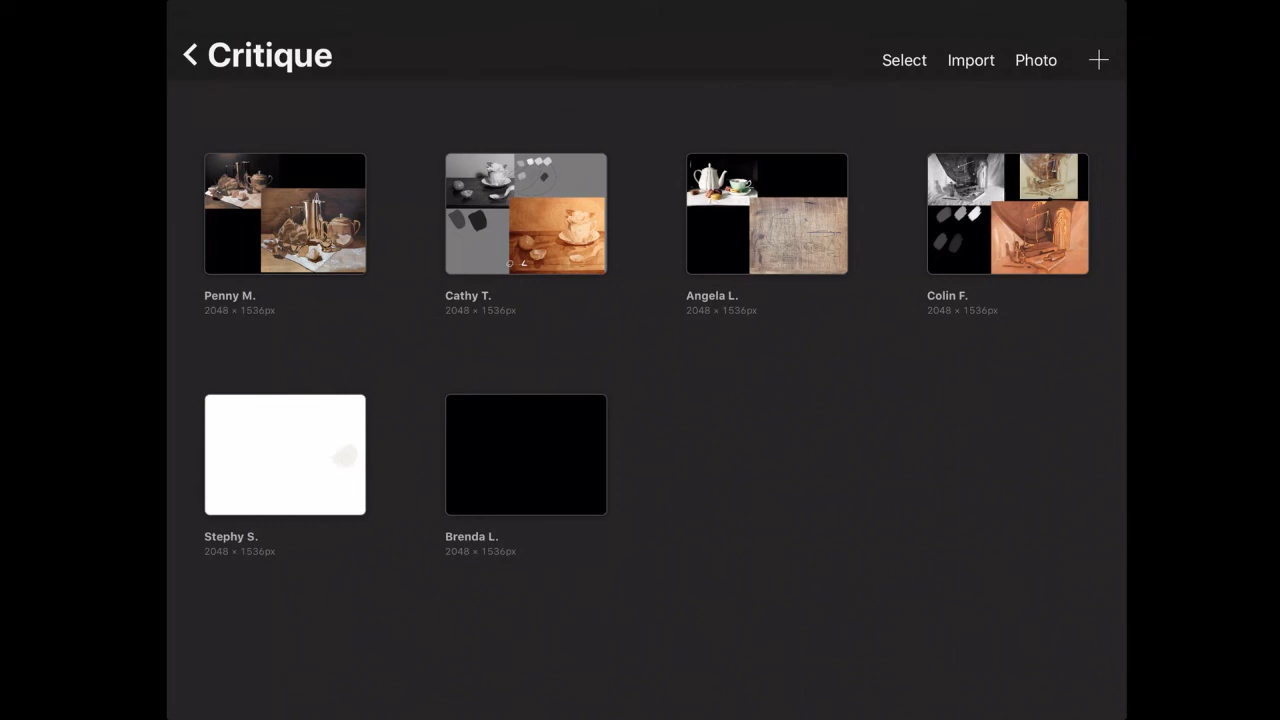 Critique
Select Import Photo
Penny M. Cathy T. Angela L. Colin F.
2048 × 1536px 2048 × 1536px 2048 × 1536px 2048 × 1536px
Stephy S. Brenda L.
2048 × 1536px 2048 × 1536px